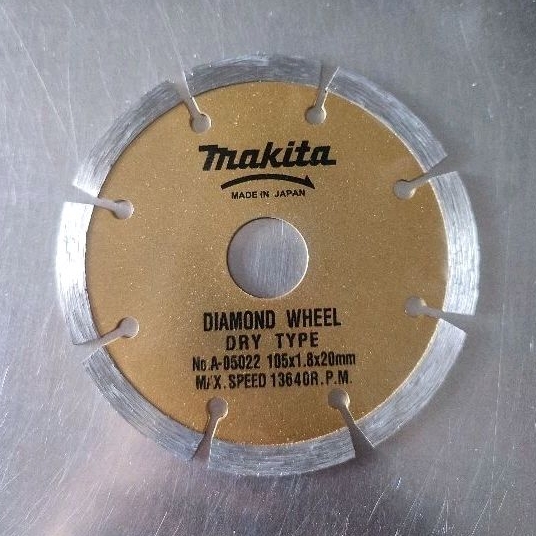 makita
MADE IN JAPAN
DIAMOND WHEEL
DRY TYPE
No.A-05022 105x1.8x20mm
MAX.SPEED 13640R.P.M.